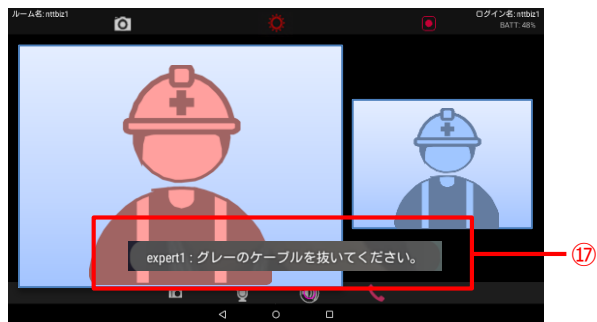 ルーム名: nttbiz1
ログイン名: nttbiz1
BATT: 48%
expert1 : グレーのケーブルを抜いてください。
⑰